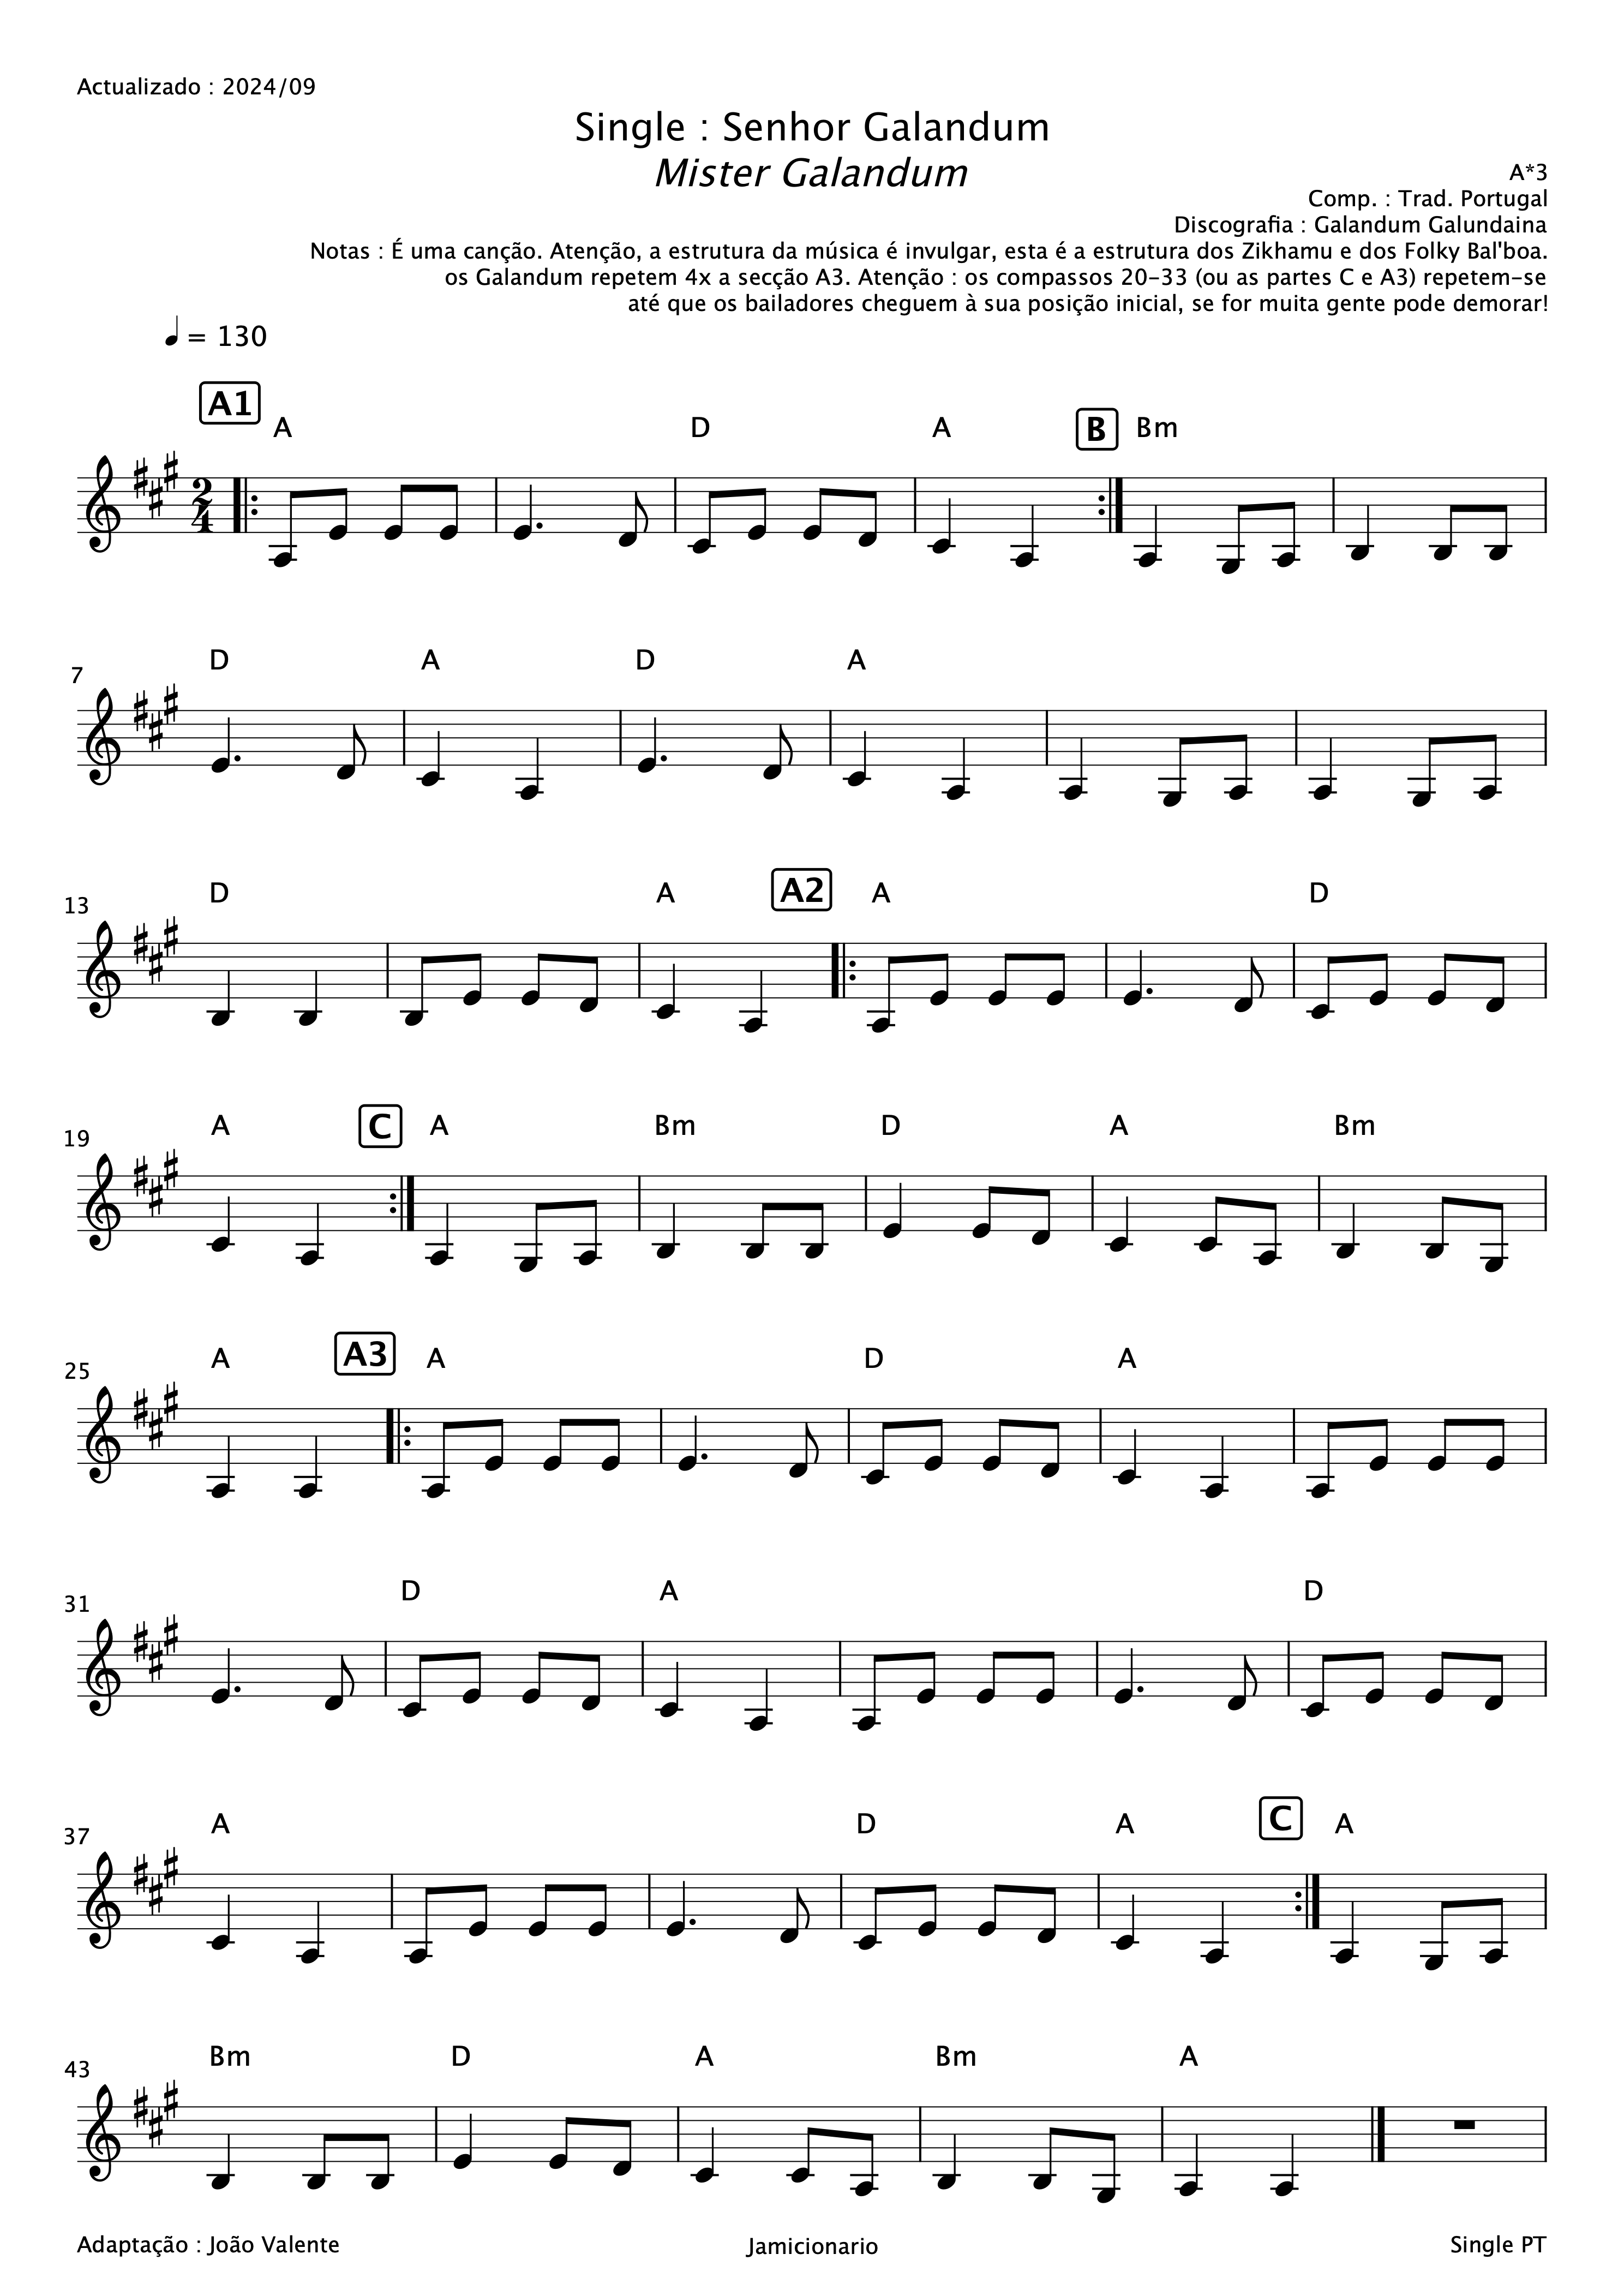 Actualizado : 2024/09
Single : Senhor Galandum
Mister Galandum
A*3
Comp. : Trad. Portugal
Discografia : Galandum Galundaina
Notas : É uma canção. Atenção, a estrutura da música é invulgar, esta é a estrutura dos Zikhamu e dos Folky Bal'boa.
os Galandum repetem 4x a secção A3. Atenção : os compassos 20-33 (ou as partes C e A3) repetem-se
até que os bailadores cheguem à sua posição inicial, se for muita gente pode demorar!
= 130
A1 A D A B Bm
2
4
7 D A D A
13 D A A2 A D
19 A C A Bm D A Bm
25 A A3 A D A
31 D A D
37 A D A C A
43 Bm D A Bm A
Adaptação : João Valente Jamicionario Single PT